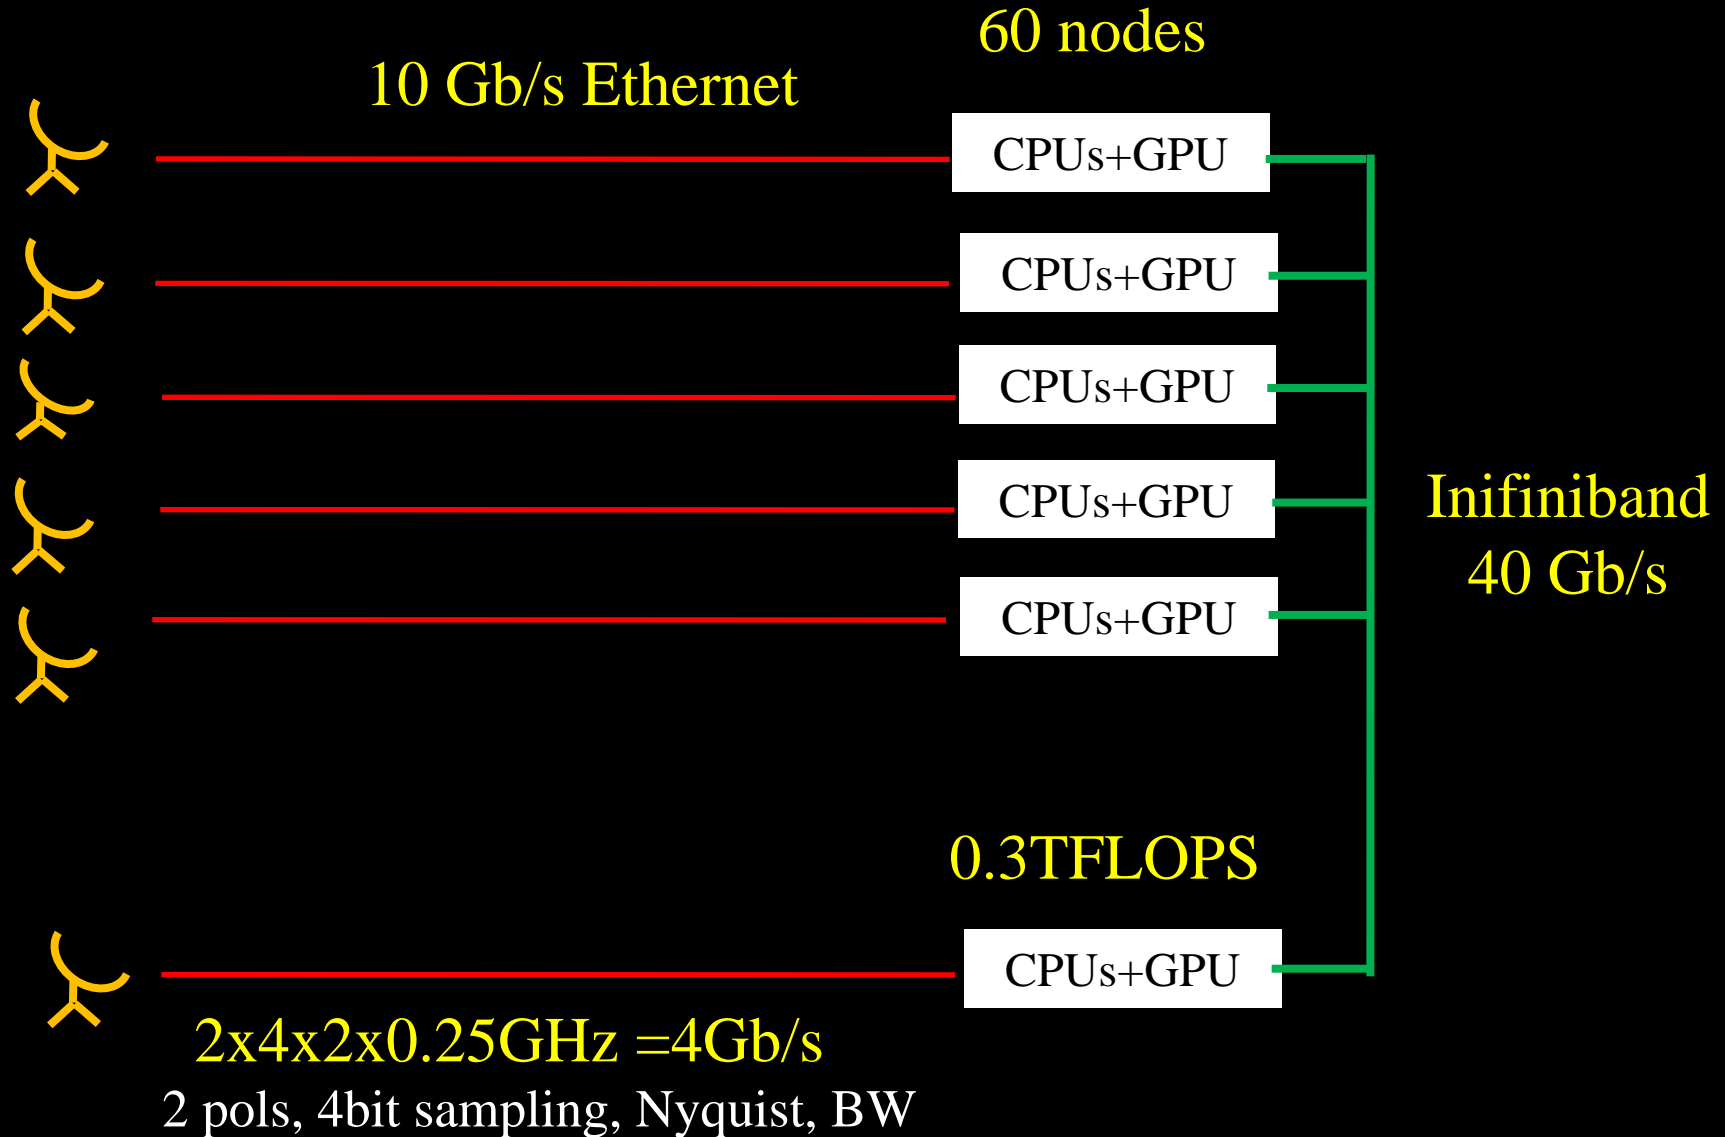 60 nodes
10 Gb/s Ethernet
CPUs+GPU
CPUs+GPU
CPUs+GPU
CPUs+GPU
Inifiniband
40 Gb/s
CPUs+GPU
0.3TFLOPS
CPUs+GPU
2x4x2x0.25GHz =4Gb/s
2 pols, 4bit sampling, Nyquist, BW